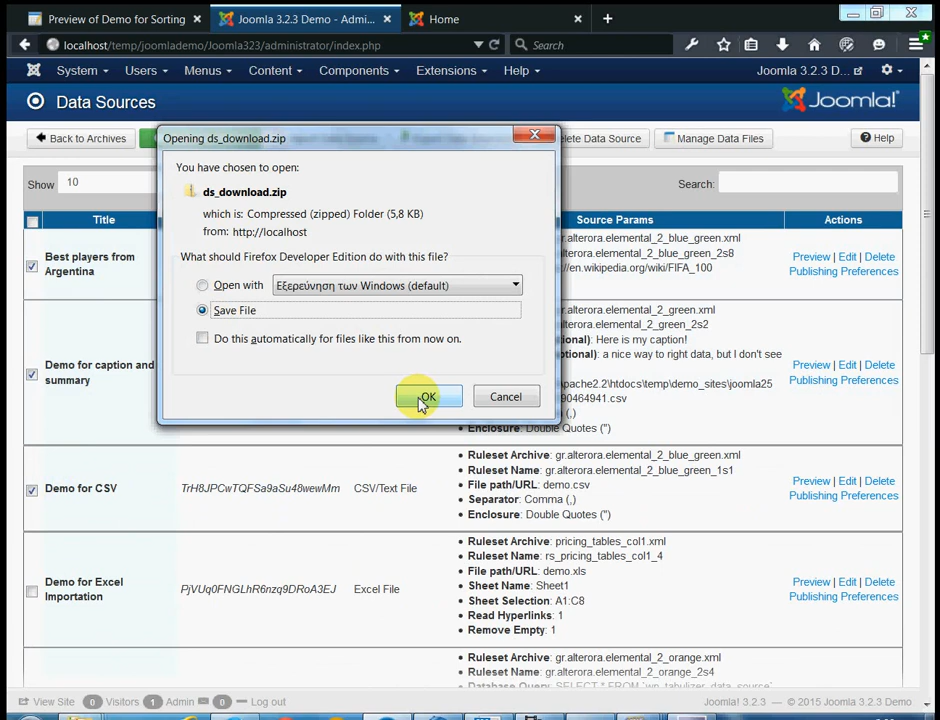 Preview of Demo for Sorting
Joomla 3.2.3 Demo - Admi...
Home
localhost/temp/joomlademo/Joomla323/administrator/index.php
Search
System
Users
Menus
Content
Components
Extensions
Help
Joomla 3.2.3 D...
Data Sources
Joomla!
Back to Archives
elete Data Source
Manage Data Files
Help
Opening ds_download.zip
You have chosen to open:
ds_download.zip
which is: Compressed (zipped) Folder (5,8 KB)
from: http://localhost
What should Firefox Developer Edition do with this file?
Open with
Εξερεύνηση των Windows (default)
Save File
Do this automatically for files like this from now on.
OK
Cancel
Show 10
Search:
Title
Source Params
Actions
Best players from
Argentina
r.alterora.elemental_2_blue_green.xml
r.alterora.elemental_2_blue_green_2s8
//en.wikipedia.org/wiki/FIFA_100
Preview | Edit | Delete
Publishing Preferences
Demo for caption and
summary
r.alterora.elemental_2_green.xml
r.alterora.elemental_2_green_2s2
onal): Here is my caption!
ptional): a nice way to right data, but I don't see
pache2.2\htdocs\temp\demo_sites\joomla25
90464941.csv
(,)
Enclosure: Double Quotes (")
Preview | Edit | Delete
Publishing Preferences
Demo for CSV
TrH8JPCwTQFSa9aSu48wewMm
CSV/Text File
Ruleset Archive: gr.alterora.elemental_2_blue_green.xml
Ruleset Name: gr.alterora.elemental_2_blue_green_1s1
File path/URL: demo.csv
Separator: Comma (,)
Enclosure: Double Quotes (")
Preview | Edit | Delete
Publishing Preferences
Demo for Excel
Importation
PjVUq0FNGLhR6nzq9DRoA3EJ
Excel File
Ruleset Archive: pricing_tables_col1.xml
Ruleset Name: rs_pricing_tables_col1_4
File path/URL: demo.xls
Sheet Name: Sheet1
Sheet Selection: A1:C8
Read Hyperlinks: 1
Remove Empty: 1
Preview | Edit | Delete
Publishing Preferences
Ruleset Archive: gr.alterora.elemental_2_orange.xml
Ruleset Name: gr.alterora.elemental_2_orange_2s4
Database Query: SELECT * FROM `wp_tabulizer_data_source`
View Site
0 Visitors
1 Admin
0
Log out
Joomla! 3.2.3 — © 2015 Joomla 3.2.3 Demo